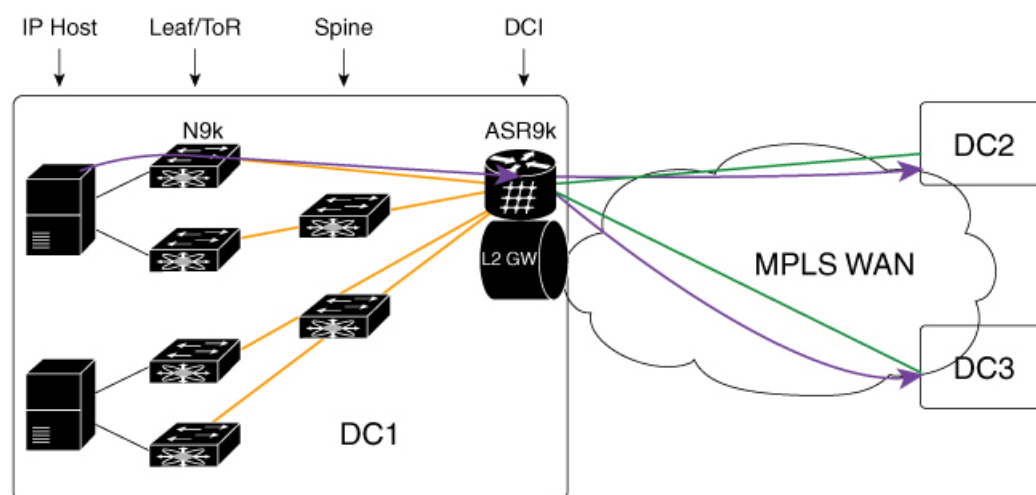 IP Host
Leaf/ToR
Spine
DCI
N9k
ASR9k
DC2
L2 GW
MPLS WAN
DC3
DC1